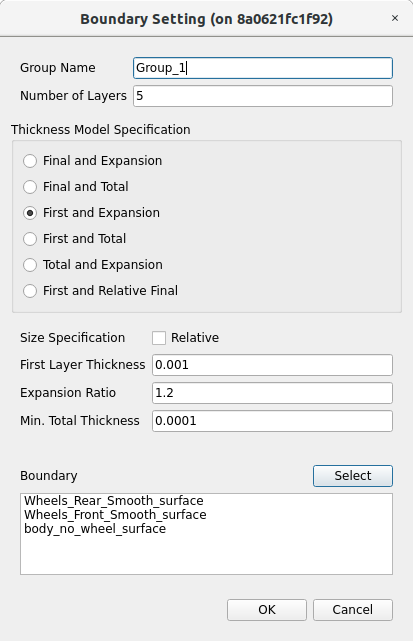 Boundary Setting (on 8a0621fc1f92) ×
Group Name Group_1
Number of Layers 5
Thickness Model Specification
Final and Expansion
Final and Total
First and Expansion
First and Total
Total and Expansion
First and Relative Final
Size Specification Relative
First Layer Thickness 0.001
Expansion Ratio 1.2
Min. Total Thickness 0.0001
Boundary Select
Wheels_Rear_Smooth_surface
Wheels_Front_Smooth_surface
body_no_wheel_surface
OK Cancel